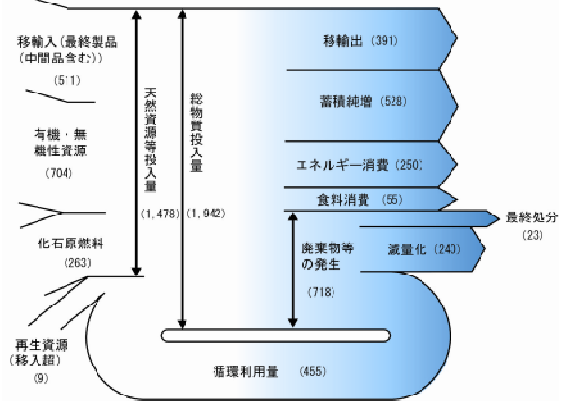 移輸入(最終製品
(中間品含む))
(511)
有機・無
機性資源
(704)
化石原燃料
(263)
再生資源
(移入超)
(9)
天然資源等投入量
(1,478)
総物質投入量
(1,942)
移輸出 (391)
蓄積純増 (528)
エネルギー消費 (250)
食料消費 (55)
廃棄物等
の発生
(718)
最終処分
(23)
減量化 (240)
循環利用量 (455)